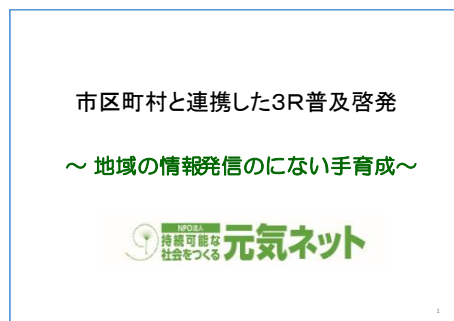 市区町村と連携した3R普及啓発
～ 地域の情報発信のにない手育成～
NPO法人
持続可能な
社会をつくる
元気ネット
1